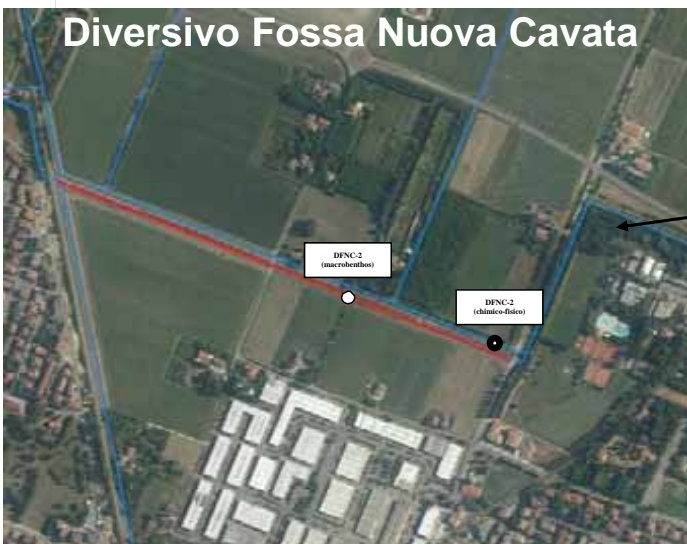 Diversivo Fossa Nuova Cavata
DFNC-2
(macrobenthos)
DFNC-2
(chimico-fisico)